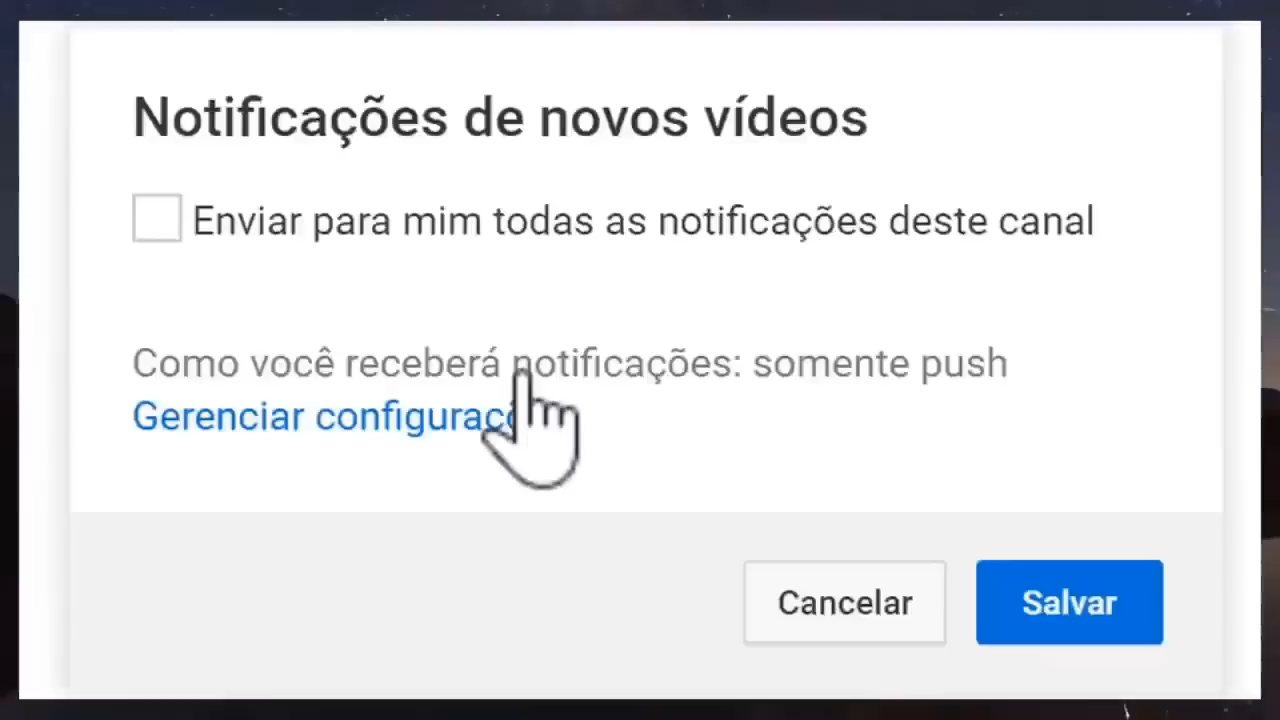 Notificações de novos vídeos
Enviar para mim todas as notificações deste canal
Como você receberá notificações: somente push
Gerenciar
Cancelar
Salvar